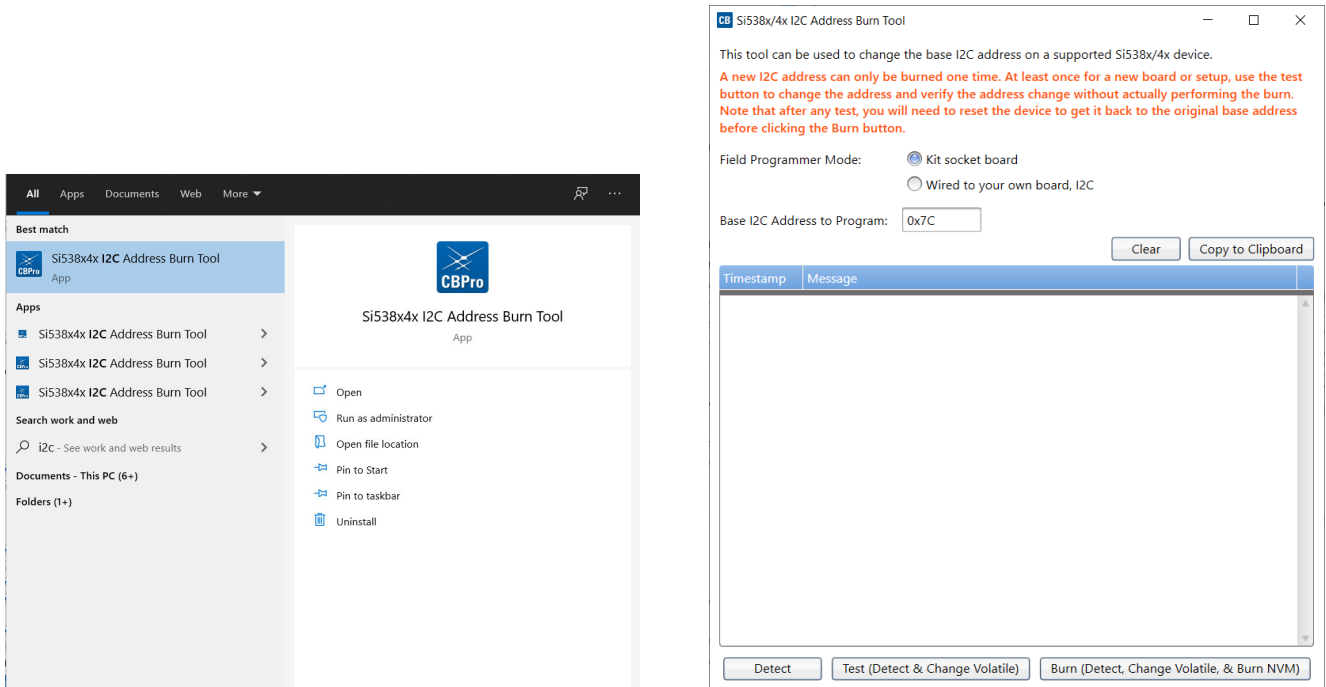 All Apps Documents Web More
Best match
CBPro
Si538x4x I2C Address Burn Tool
App
Apps
Si538x4x I2C Address Burn Tool
Si538x4x I2C Address Burn Tool
Si538x4x I2C Address Burn Tool
Search work and web
i2c - See work and web results
Documents - This PC (6+)
Folders (1+)
CBPro
Si538x4x I2C Address Burn Tool
App
Open
Run as administrator
Open file location
Pin to Start
Pin to taskbar
Uninstall
CB Si538x/4x I2C Address Burn Tool
This tool can be used to change the base I2C address on a supported Si538x/4x device.
A new I2C address can only be burned one time. At least once for a new board or setup, use the test
button to change the address and verify the address change without actually performing the burn.
Note that after any test, you will need to reset the device to get it back to the original base address
before clicking the Burn button.
Field Programmer Mode: Kit socket board
Wired to your own board, I2C
Base I2C Address to Program: 0x7C
Clear Copy to Clipboard
Timestamp Message
Detect Test (Detect & Change Volatile) Burn (Detect, Change Volatile, & Burn NVM)